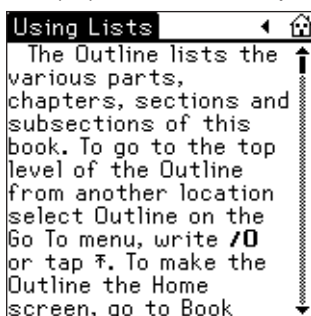 Using Lists
The Outline lists the
various parts,
chapters, sections and
subsections of this
book. To go to the top
level of the Outline
from another location
select Outline on the
Go To menu, write /O
or tap ⤒. To make the
Outline the Home
screen, go to Book